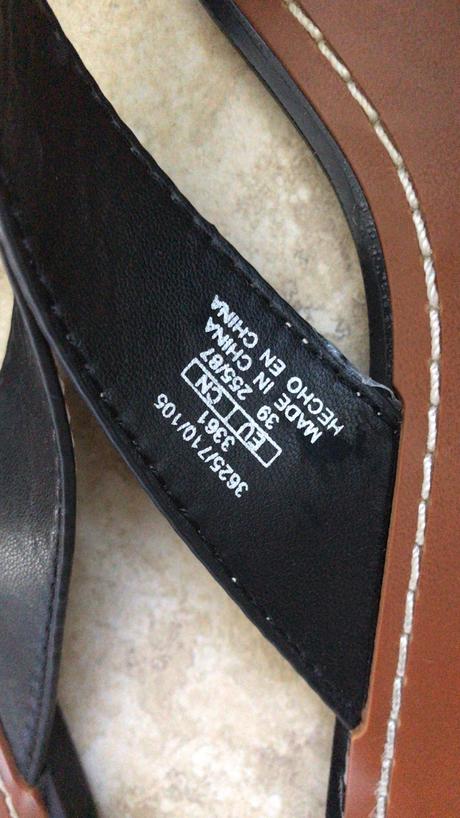 3625/710/105
3361
EU CN
39 255/87
MADE IN CHINA
HECHO EN CHINA